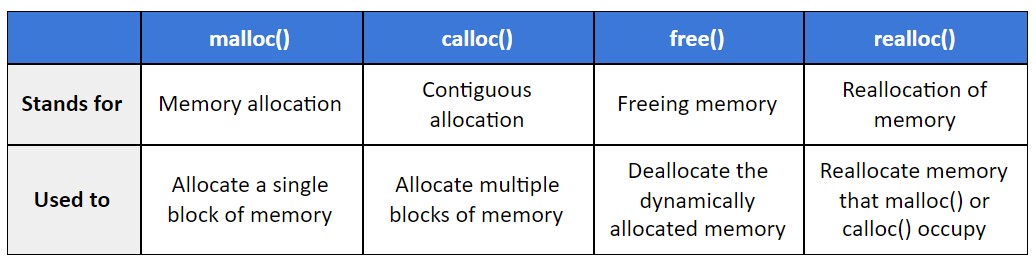 malloc() calloc() free() realloc()
Stands for Memory allocation Contiguous allocation Freeing memory Reallocation of memory
Used to Allocate a single block of memory Allocate multiple blocks of memory Deallocate the dynamically allocated memory Reallocate memory that malloc() or calloc() occupy